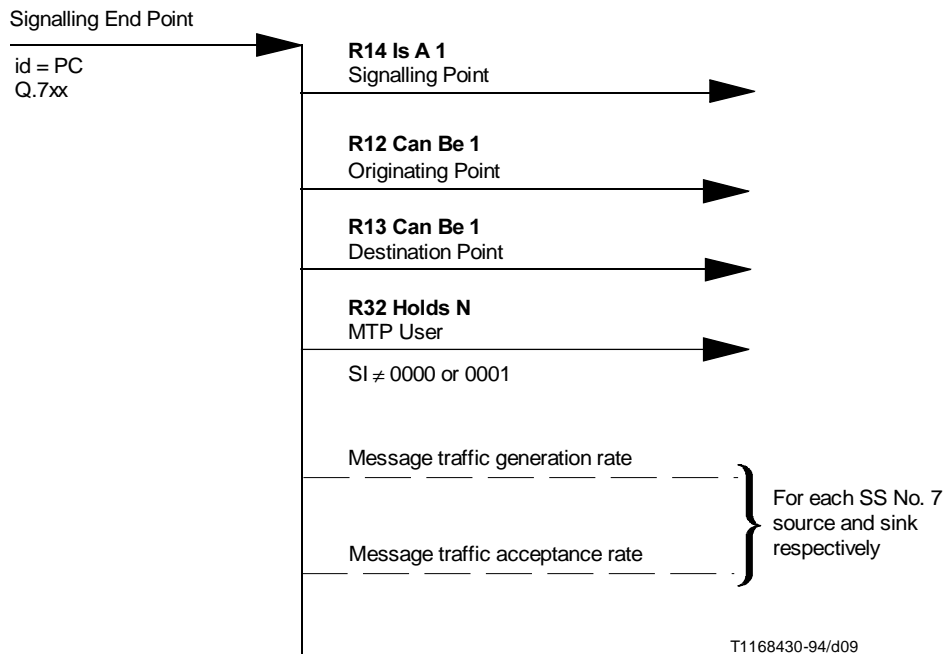 Signalling End Point
id = PC
Q.7xx
R14 Is A 1
Signalling Point
R12 Can Be 1
Originating Point
R13 Can Be 1
Destination Point
R32 Holds N
MTP User
SI ≠ 0000 or 0001
Message traffic generation rate
Message traffic acceptance rate
For each SS No. 7
source and sink
respectively
T1168430-94/d09